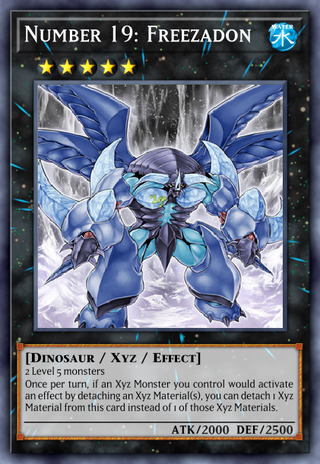 Number 19: Freezadon
WATER
水
[Dinosaur / Xyz / Effect]
2 Level 5 monsters
Once per turn, if an Xyz Monster you control would activate
an effect by detaching an Xyz Material(s), you can detach 1 Xyz
Material from this card instead of 1 of those Xyz Materials.
ATK/2000 DEF/2500